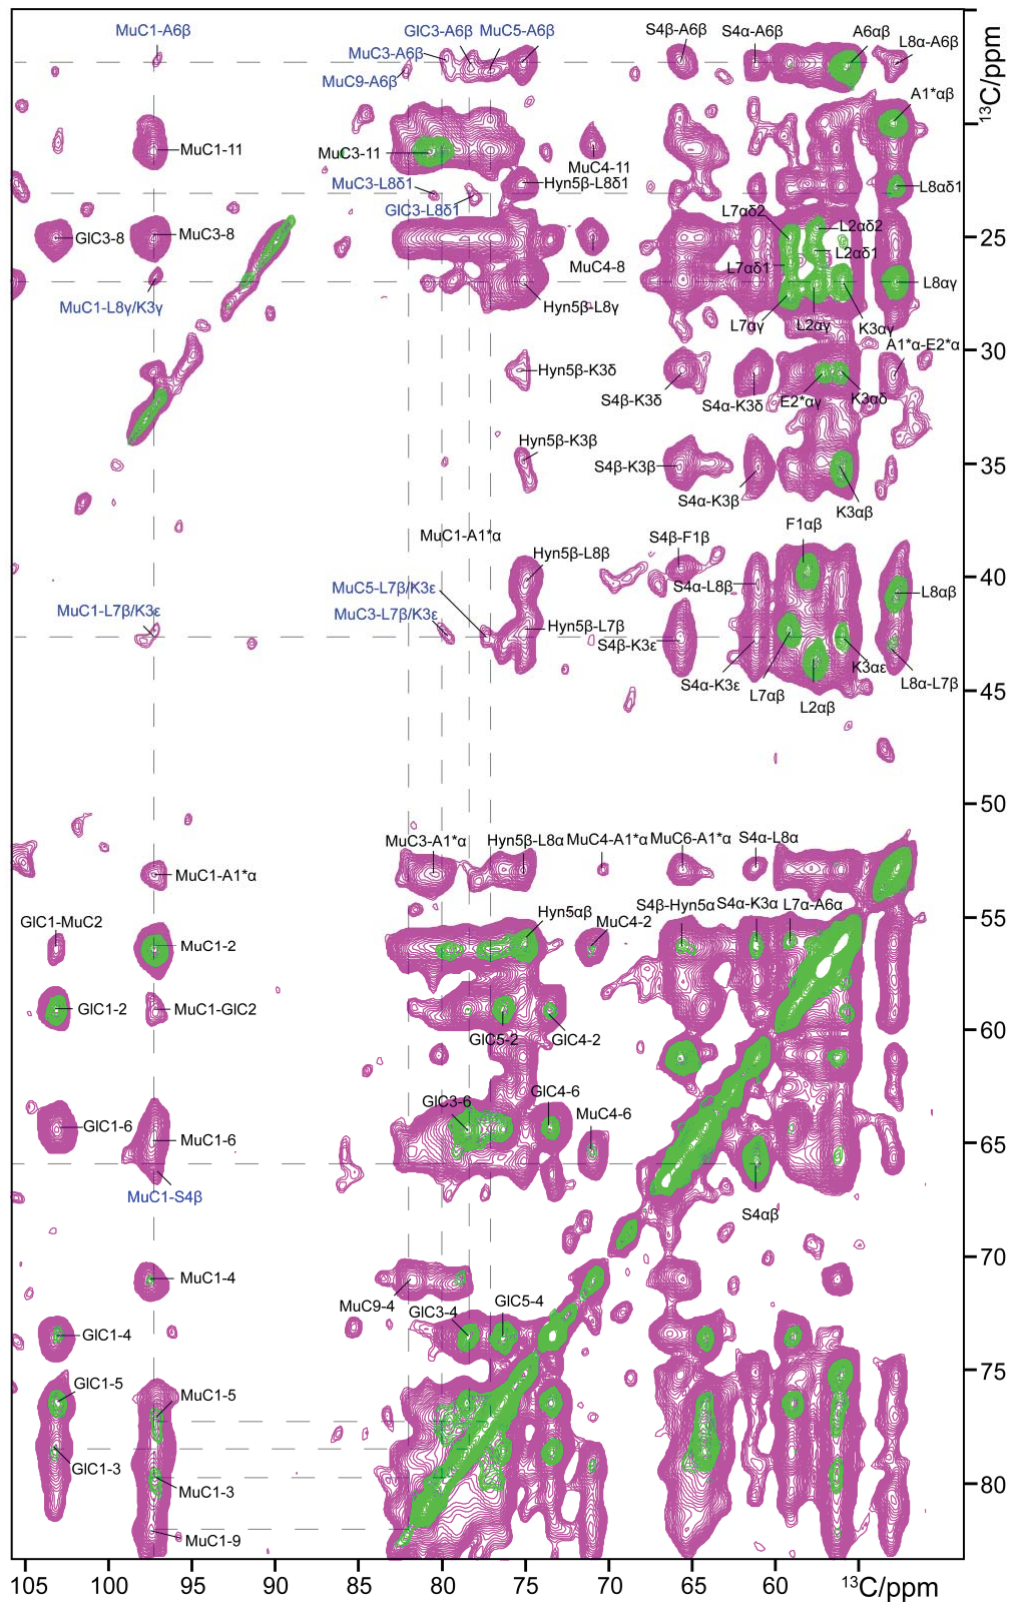 MuC1-A6β
GlC3-A6β
MuC5-A6β
MuC3-A6β
MuC9-A6β
S4β-A6β
S4α-A6β
A6αβ
L8α-A6β
¹³C/ppm
A1*αβ
MuC1-11
MuC3-11
MuC4-11
MuC3-L8δ1
Hyn5β-L8δ1
GlC3-L8δ1
L8αδ1
L7αδ2
L2αδ2
GlC3-8
MuC3-8
MuC4-8
25
L7αδ1
L2αδ1
MuC1-L8γ/K3γ
Hyn5β-L8γ
L8αγ
L7αγ
L2αγ
K3αγ
A1*α-E2*α
30
Hyn5β-K3δ
S4β-K3δ
S4α-K3δ
E2*αγ
K3αδ
Hyn5β-K3β
S4β-K3β
S4α-K3β
K3αβ
35
MuC1-A1*α
F1αβ
S4β-F1β
Hyn5β-L8β
S4α-L8β
40
MuC1-L7β/K3ε
MuC5-L7β/K3ε
MuC3-L7β/K3ε
L8αβ
Hyn5β-L7β
S4β-K3ε
K3αε
S4α-K3ε
L7αβ
L8α-L7β
L2αβ
45
50
MuC3-A1*α
Hyn5β-L8α
MuC4-A1*α
MuC6-A1*α
S4α-L8α
MuC1-A1*α
S4β-Hyn5α
S4α-K3α
L7α-A6α
GlC1-MuC2
MuC1-2
Hyn5αβ
MuC4-2
55
GlC1-2
MuC1-GlC2
GlC5-2
GlC4-2
60
GlC3-6
GlC4-6
GlC1-6
MuC1-6
MuC4-6
65
MuC1-S4β
S4αβ
70
MuC1-4
MuC9-4
GlC3-4
GlC5-4
GlC1-4
GlC1-5
MuC1-5
75
GlC1-3
MuC1-3
80
MuC1-9
105 100 95 90 85 80 75 70 65 60 ¹³C/ppm